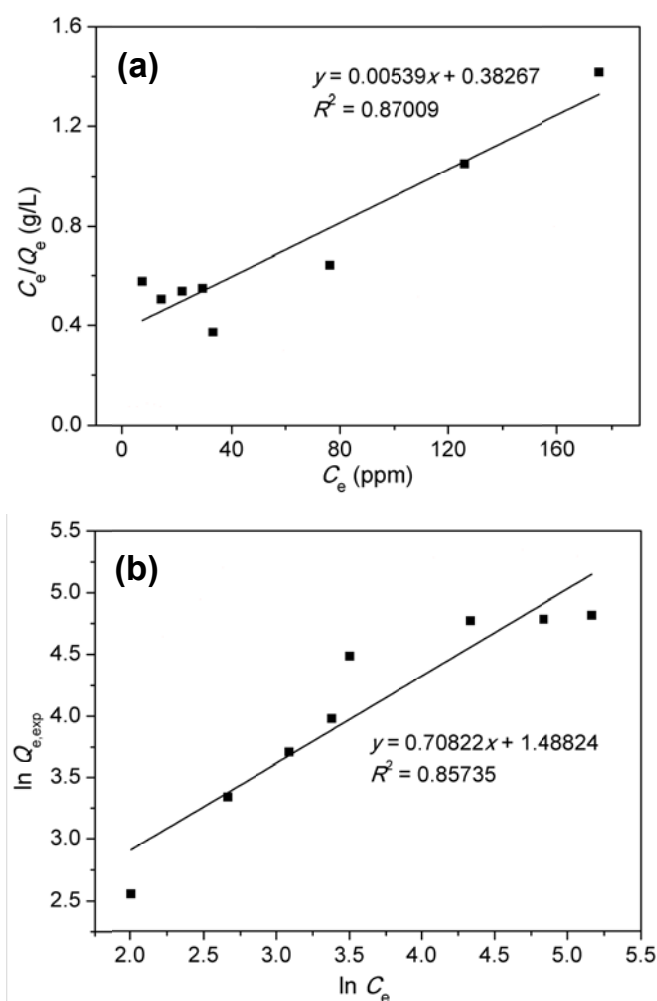 (a)
y = 0.00539x + 0.38267
R² = 0.87009
1.6
1.2
0.8
0.4
0.0
Cₑ/Qₑ (g/L)
0 40 80 120 160
Cₑ (ppm)
(b)
5.5
5.0
4.5
4.0
3.5
3.0
2.5
ln Qₑ,exp
y = 0.70822x + 1.48824
R² = 0.85735
2.0 2.5 3.0 3.5 4.0 4.5 5.0 5.5
ln Cₑ